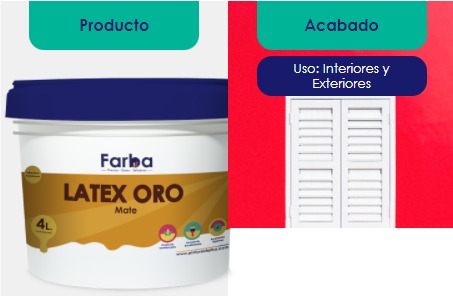 Producto
Acabado
Uso: Interiores y
Exteriores
Farba
LATEX ORO
Mate
4L.